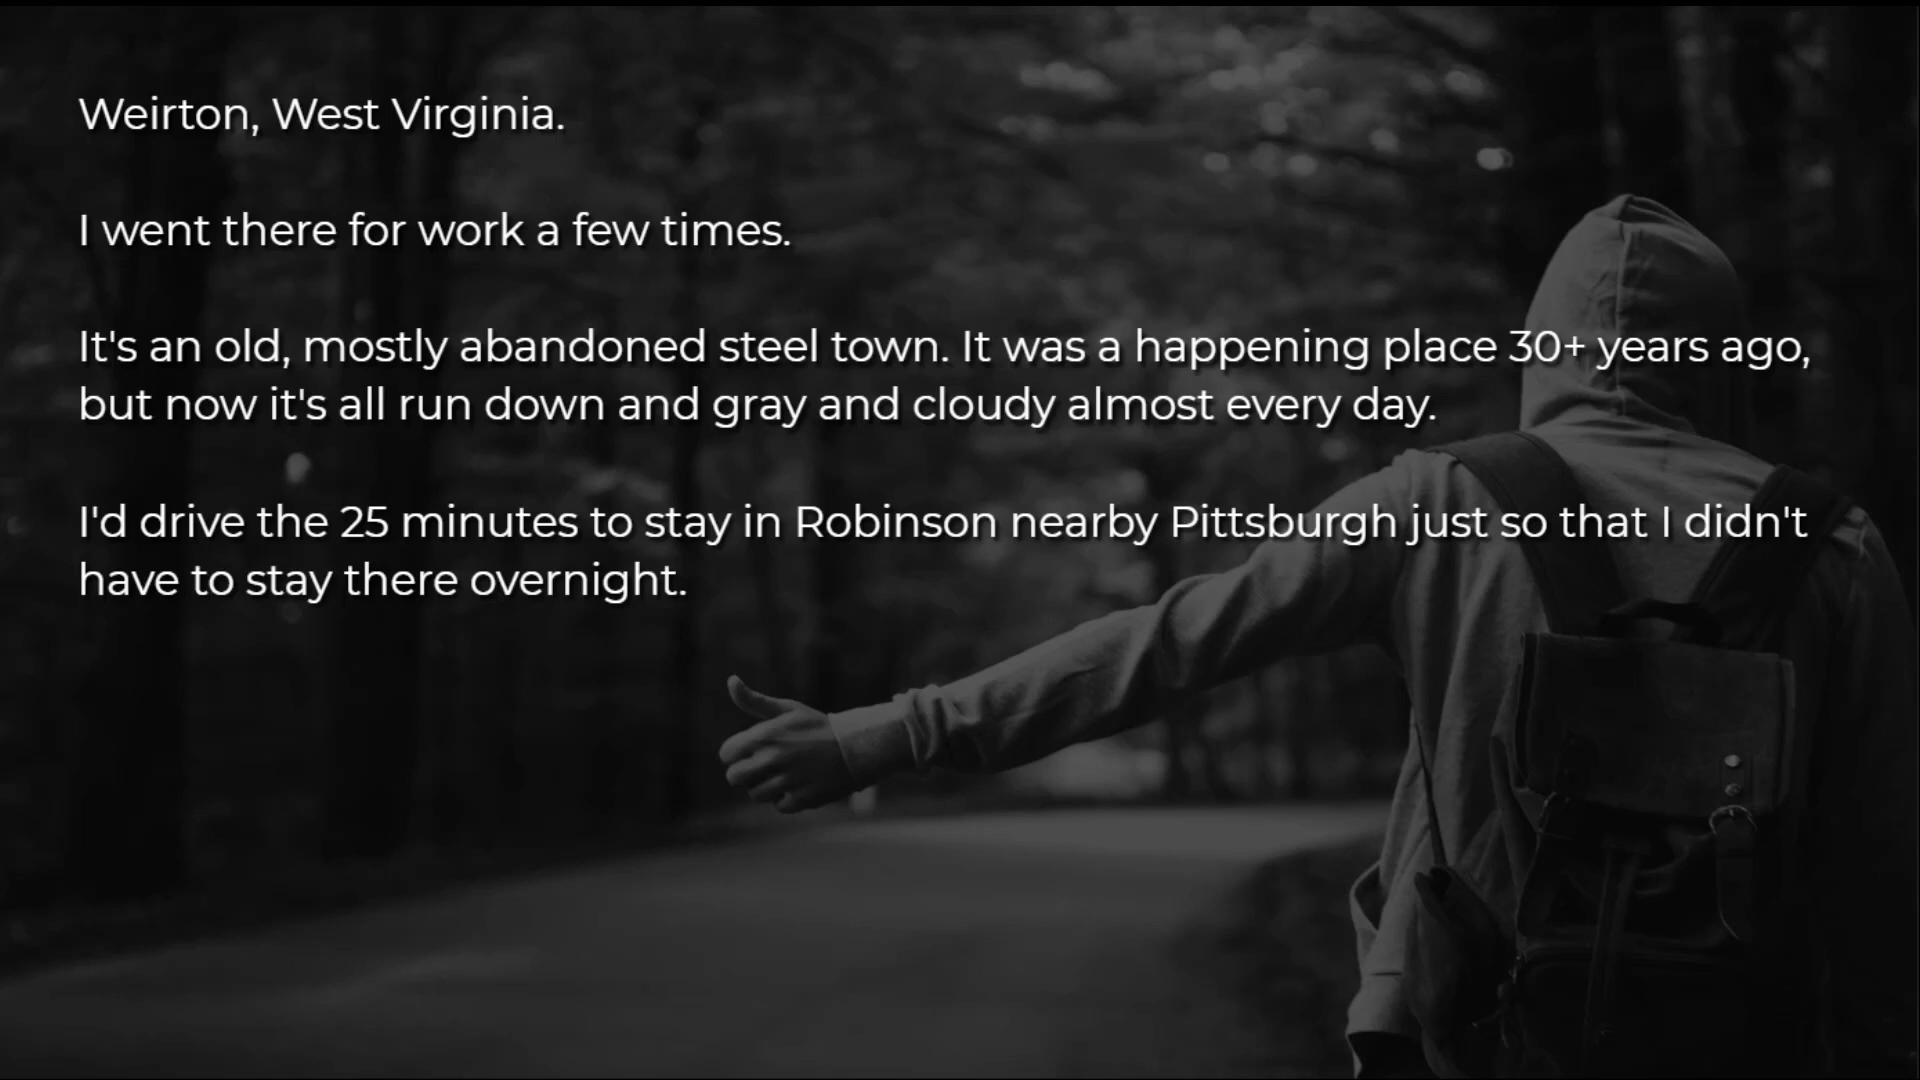 Weirton, West Virginia.
I went there for work a few times.
It's an old, mostly abandoned steel town. It was a happening place 30+ years ago,
but now it's all run down and gray and cloudy almost every day.
I'd drive the 25 minutes to stay in Robinson nearby Pittsburgh just so that I didn't
have to stay there overnight.